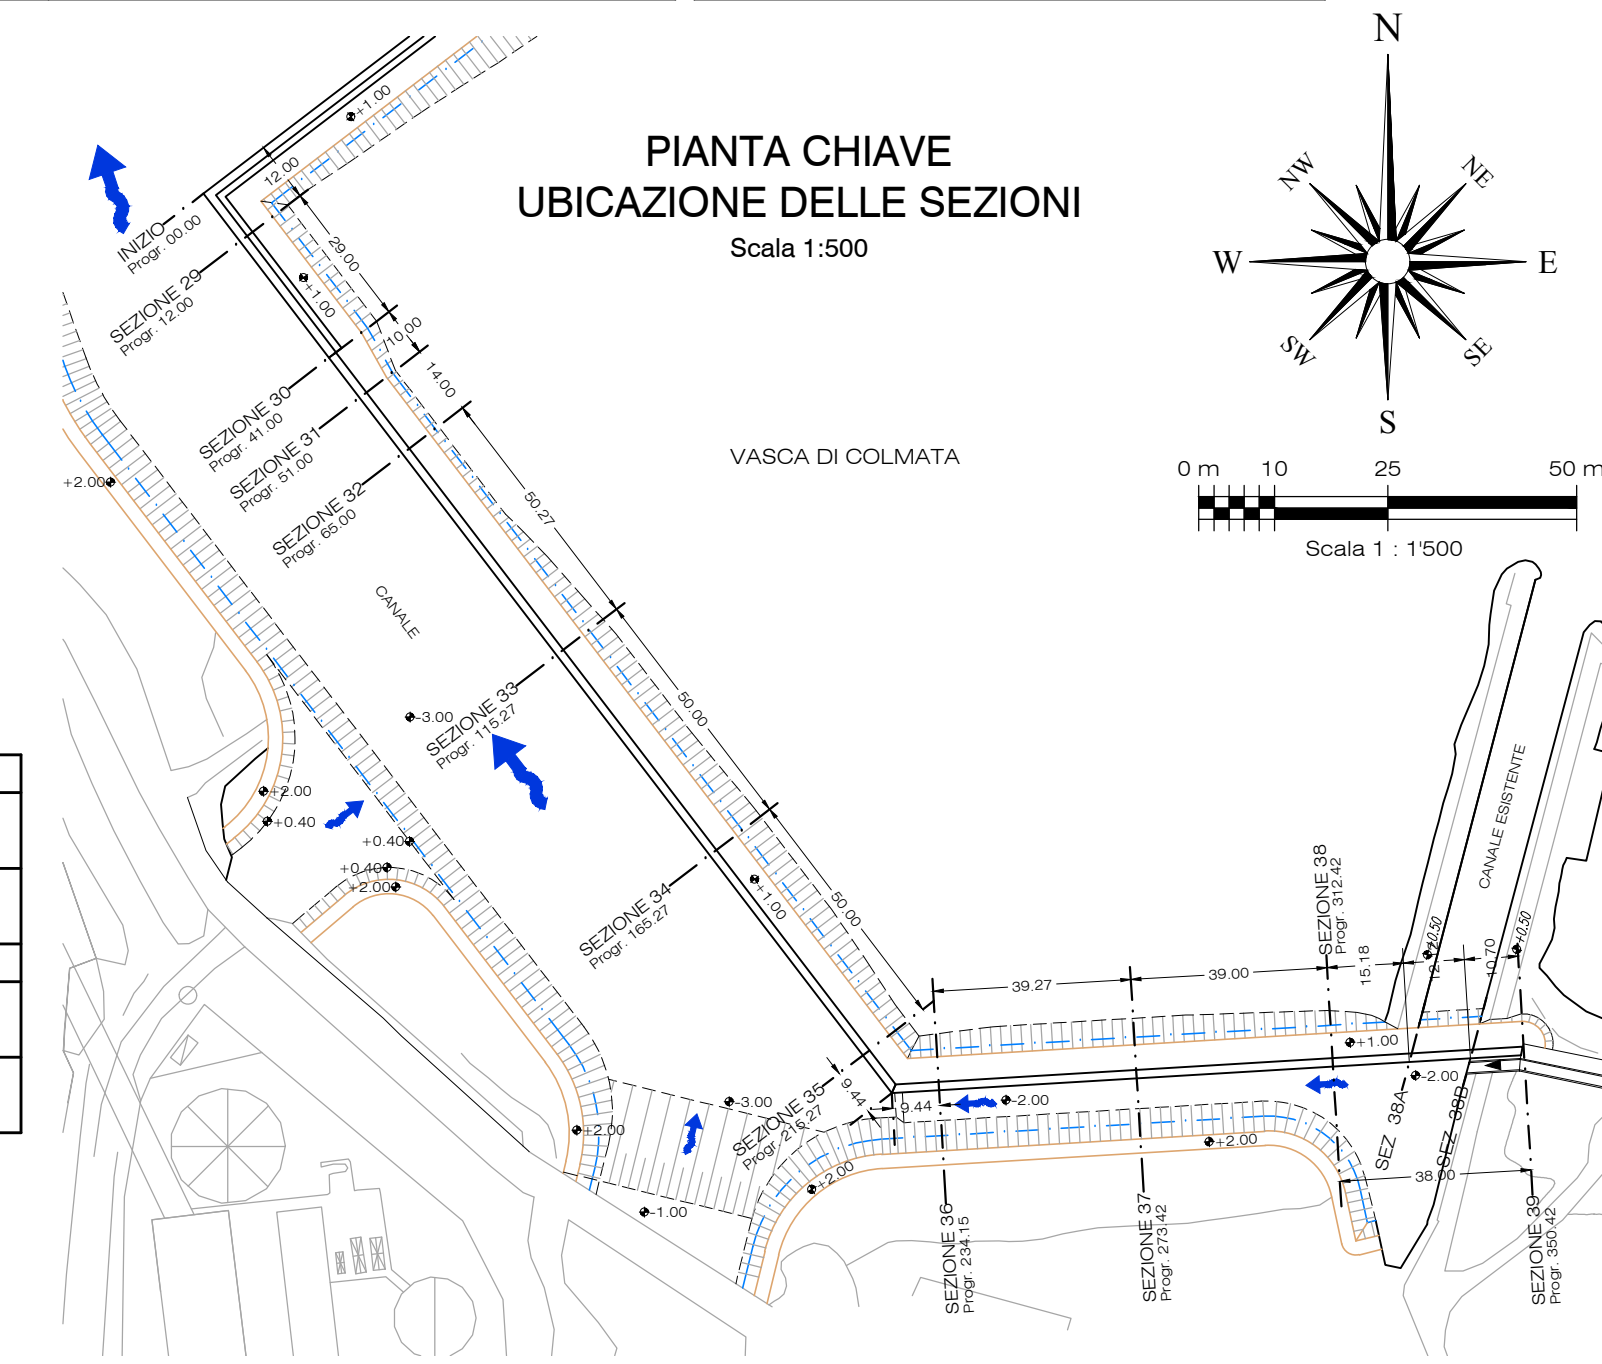 PIANTA CHIAVE
UBICAZIONE DELLE SEZIONI
Scala 1:500
N
NW
NE
W
E
SW
SE
S
0 m 10 25 50 m
Scala 1 : 1'500
+1.00
12.00
INIZIO
Progr. 00.00
29.00
SEZIONE 29
Progr. 12.00
+1.00
10.00
14.00
SEZIONE 30
Progr. 41.00
SEZIONE 31
Progr. 51.00
SEZIONE 32
Progr. 65.00
+2.00
50.27
VASCA DI COLMATA
CANALE
-3.00
SEZIONE 33
Progr. 115.27
50.00
+2.00
+0.40
+0.40
+0.40
+2.00
SEZIONE 34
Progr. 165.27
+1.00
50.00
CANALE ESISTENTE
SEZIONE 38
Progr. 312.42
15.18
+0.50
10.70
+0.50
39.27
39.00
+1.00
-2.00
9.44
9.44
-2.00
-3.00
SEZIONE 35
Progr. 215.27
+2.00
+2.00
+2.00
-1.00
SEZ 38A
SEZ 38B
38.00
SEZIONE 36
Progr. 234.15
SEZIONE 37
Progr. 273.42
SEZIONE 39
Progr. 350.42